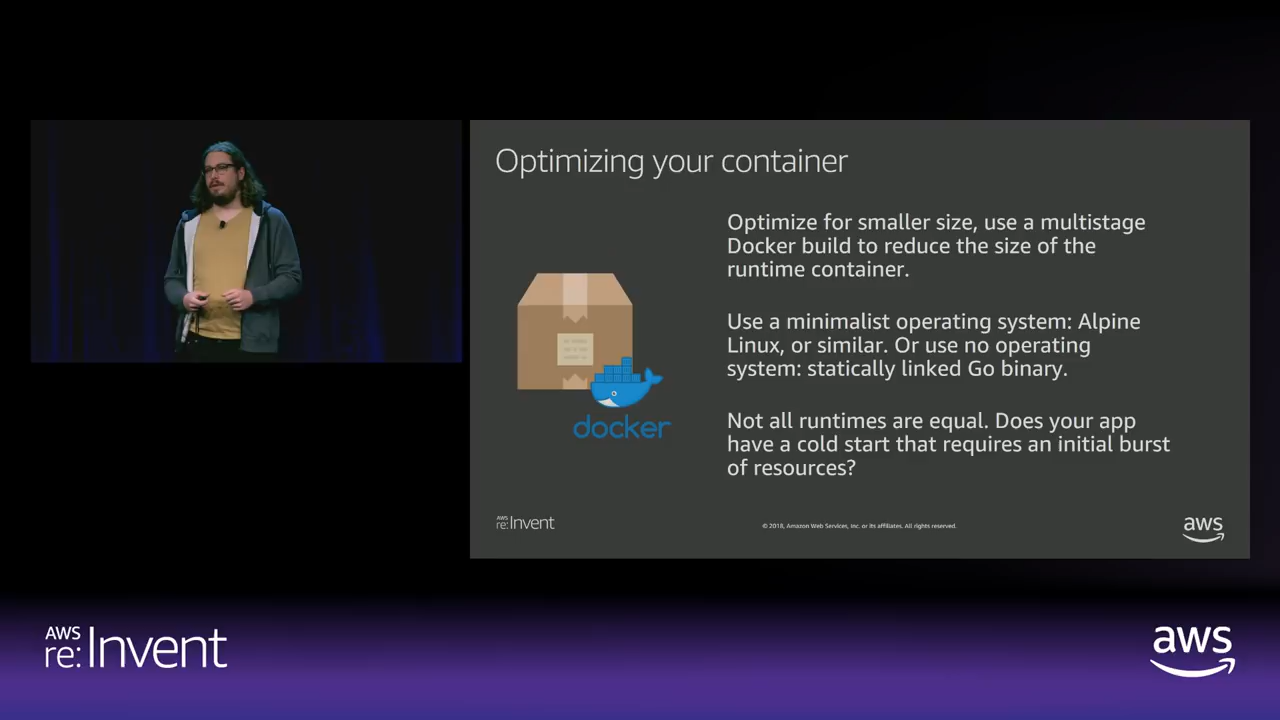 Optimizing your container
Optimize for smaller size, use a multistage
Docker build to reduce the size of the
runtime container.
Use a minimalist operating system: Alpine
Linux, or similar. Or use no operating
system: statically linked Go binary.
Not all runtimes are equal. Does your app
have a cold start that requires an initial burst
of resources?
docker
AWS
re:Invent
© 2018, Amazon Web Services, Inc. or its affiliates. All rights reserved.
aws
AWS
re:Invent
aws